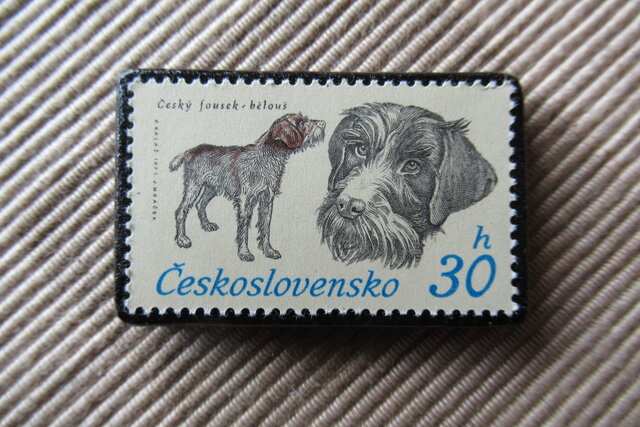 Český fousek - bělouš
h
Československo 30